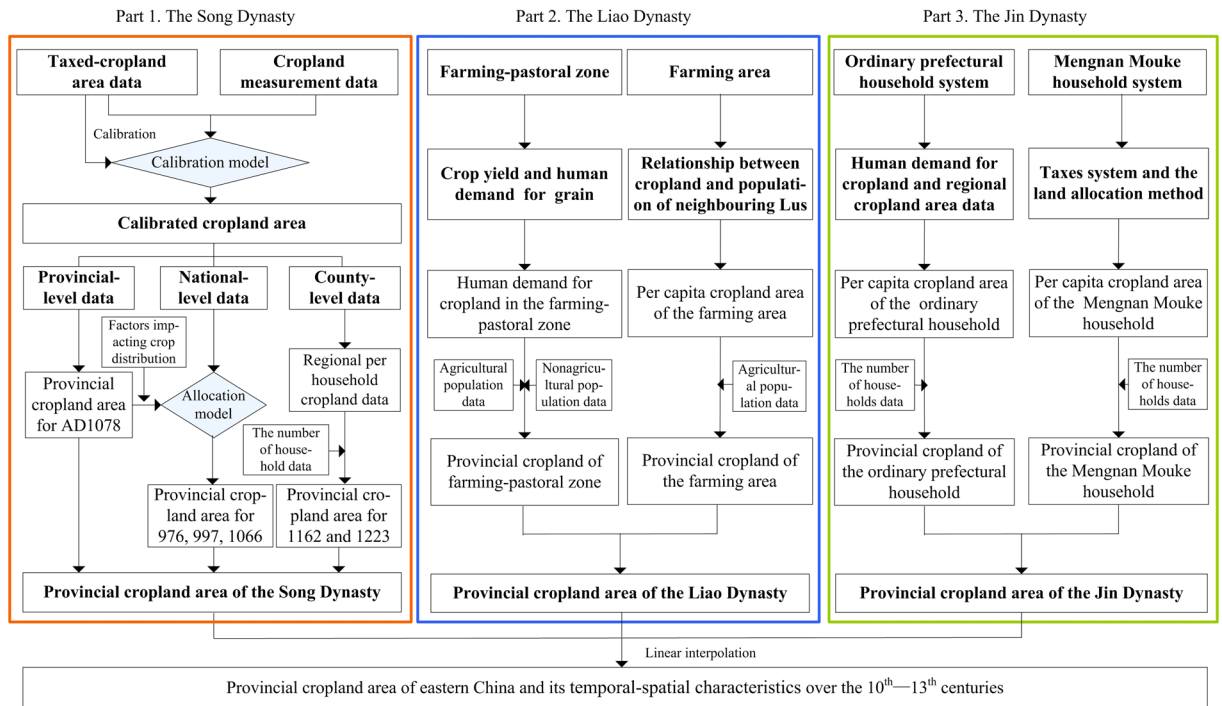 Part 1. The Song Dynasty
Taxed-cropland
area data
Cropland
measurement data
Calibration
Calibration model
Calibrated cropland area
Provincial-
level data
National-
level data
County-
level data
Factors imp-
acting crop
distribution
Provincial
cropland area
for AD1078
Allocation
model
Regional per
household
cropland data
The number
of house-
hold data
Provincial crop-
land area for
976, 997, 1066
Provincial cro-
pland area for
1162 and 1223
Provincial cropland area of the Song Dynasty
Part 2. The Liao Dynasty
Farming-pastoral zone
Farming area
Crop yield and human
demand for grain
Relationship between
cropland and populati-
on of neighbouring Lus
Human demand for
cropland in the farming-
pastoral zone
Per capita cropland area
of the farming area
Agricultural
population
data
Nonagricu-
ltural pop-
ulation data
Agricultur-
al popu-
lation data
Provincial cropland of
farming-pastoral zone
Provincial cropland of
the farming area
Provincial cropland area of the Liao Dynasty
Part 3. The Jin Dynasty
Ordinary prefectural
household system
Mengnan Mouke
household system
Human demand for
cropland and regional
cropland area data
Taxes system and the
land allocation method
Per capita cropland area
of the ordinary
prefectural household
Per capita cropland area
of the Mengnan Mouke
household
The number
of house-
holds data
The number
of house-
holds data
Provincial cropland of
the ordinary prefectural
household
Provincial cropland of
the Mengnan Mouke
household
Provincial cropland area of the Jin Dynasty
Linear interpolation
Provincial cropland area of eastern China and its temporal-spatial characteristics over the 10th—13th centuries